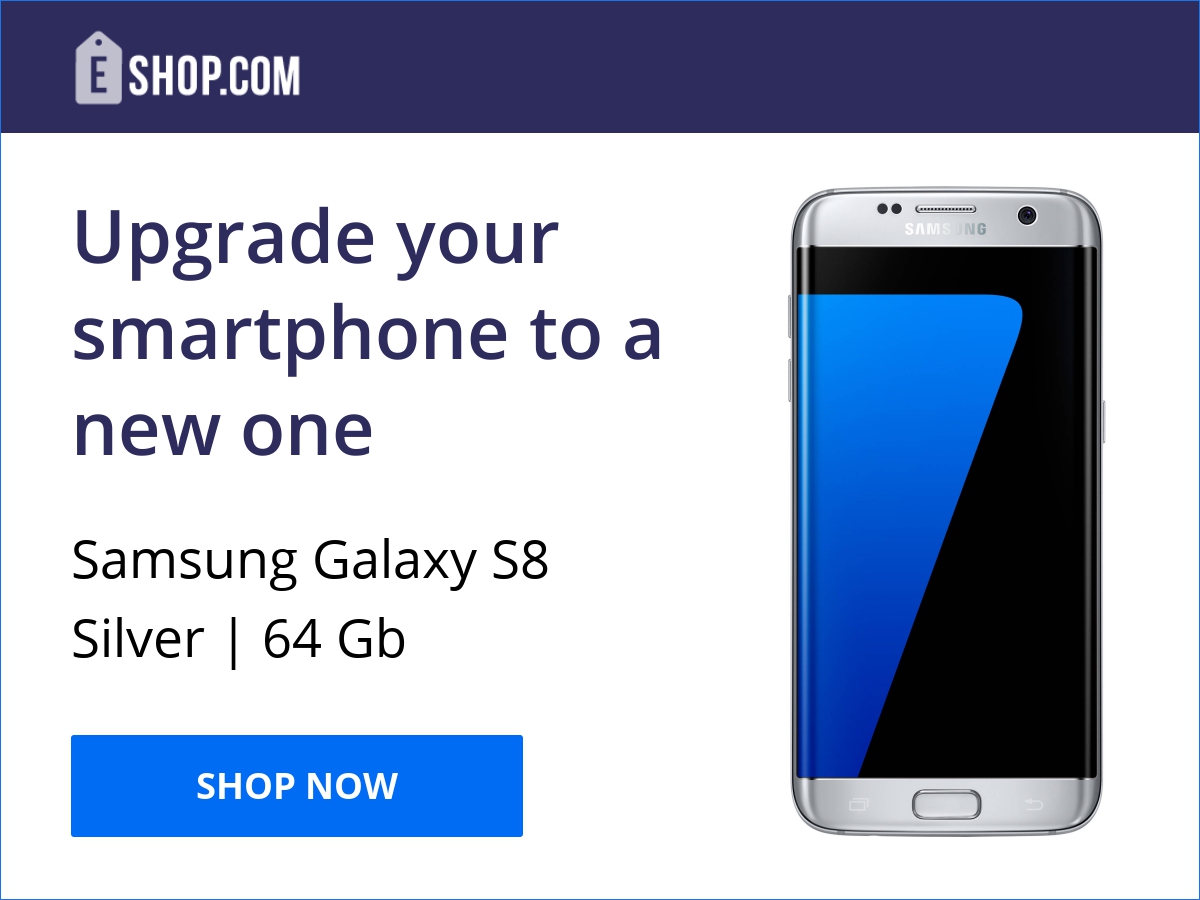 E SHOP.COM
Upgrade your
smartphone to a
new one
SAMSUNG
Samsung Galaxy S8
Silver | 64 Gb
SHOP NOW